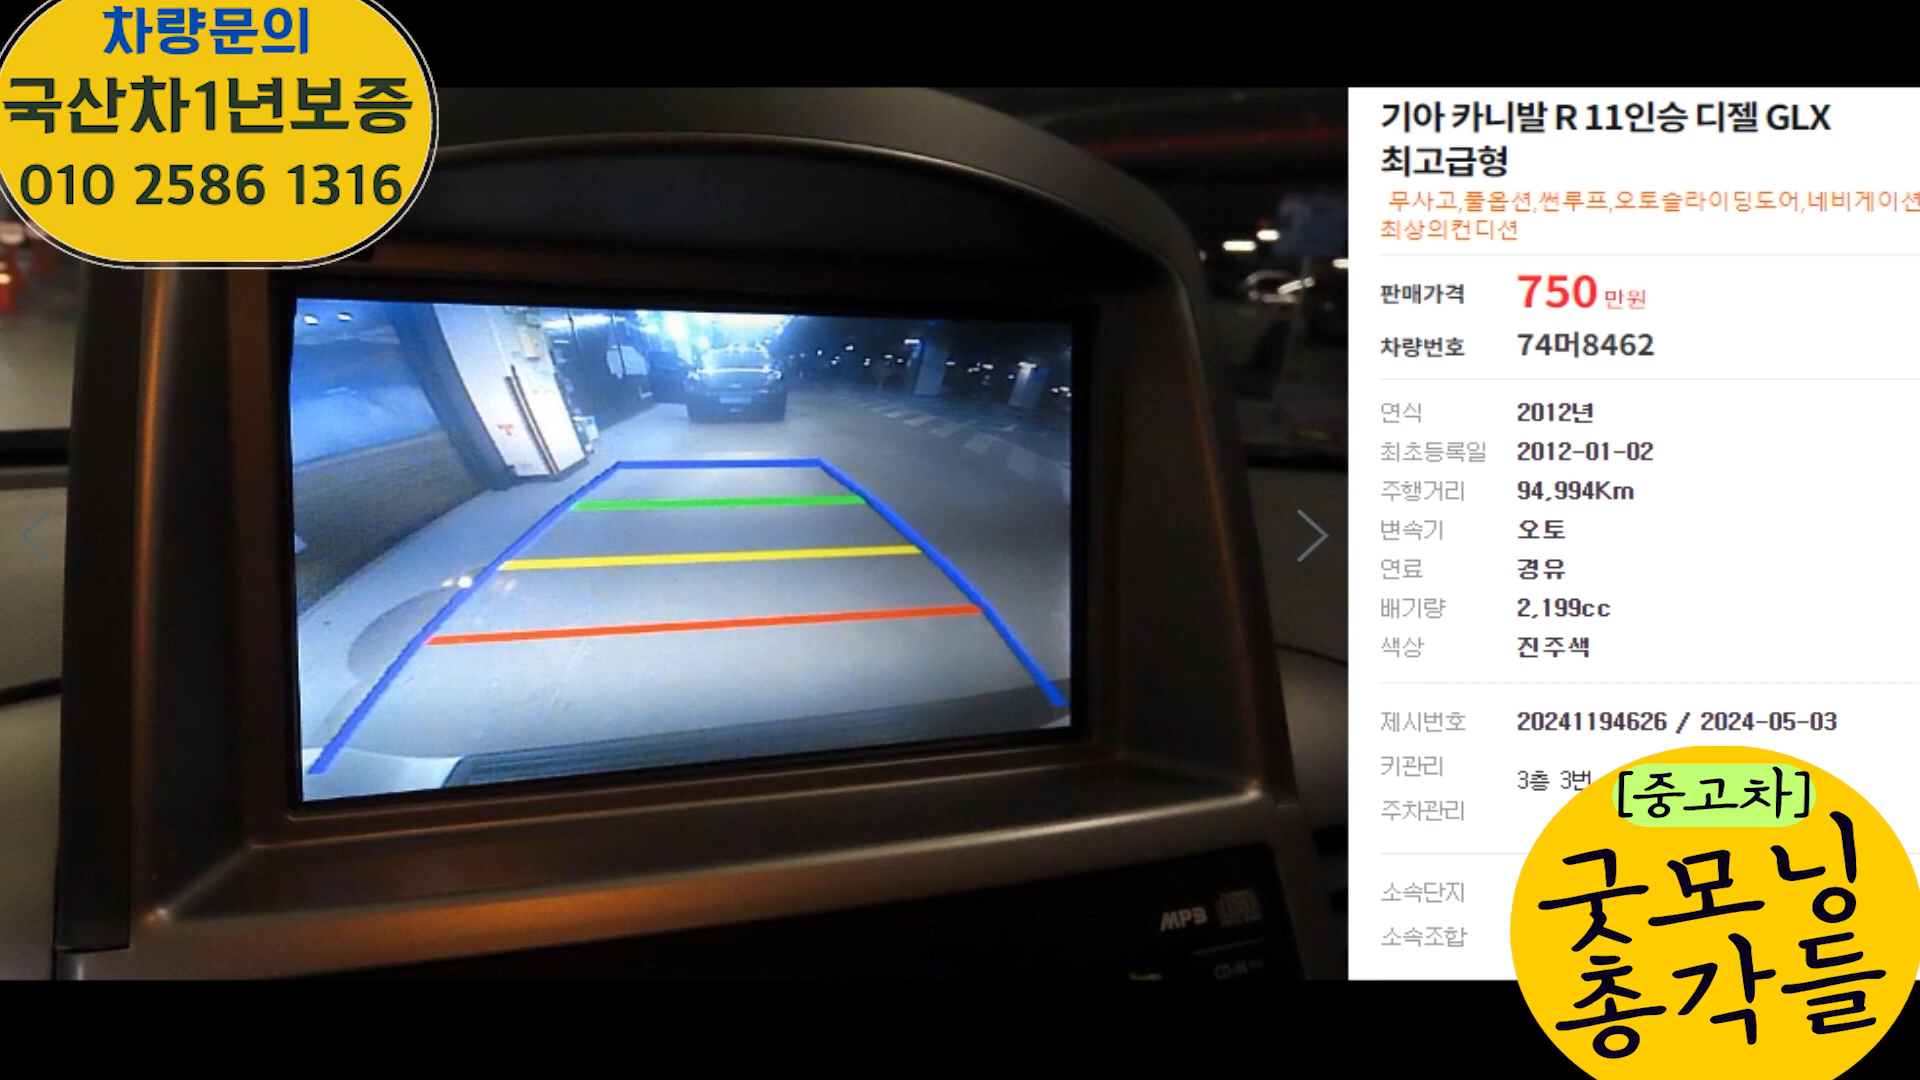 차량문의
국산차1년보증
010 2586 1316
기아 카니발 R 11인승 디젤 GLX
최고급형
무사고,풀옵션,썬루프,오토슬라이딩도어,네비게이션
최상의컨디션
판매가격 750 만원
차량번호 74머8462
연식 2012년
최초등록일 2012-01-02
주행거리 94,994Km
변속기 오토
연료 경유
배기량 2,199cc
색상 진주색
제시번호 20241194626 / 2024-05-03
키관리
3층 3번
주차관리
소속단지
소속조합
[중고차]
굿모닝
총각들
MP3